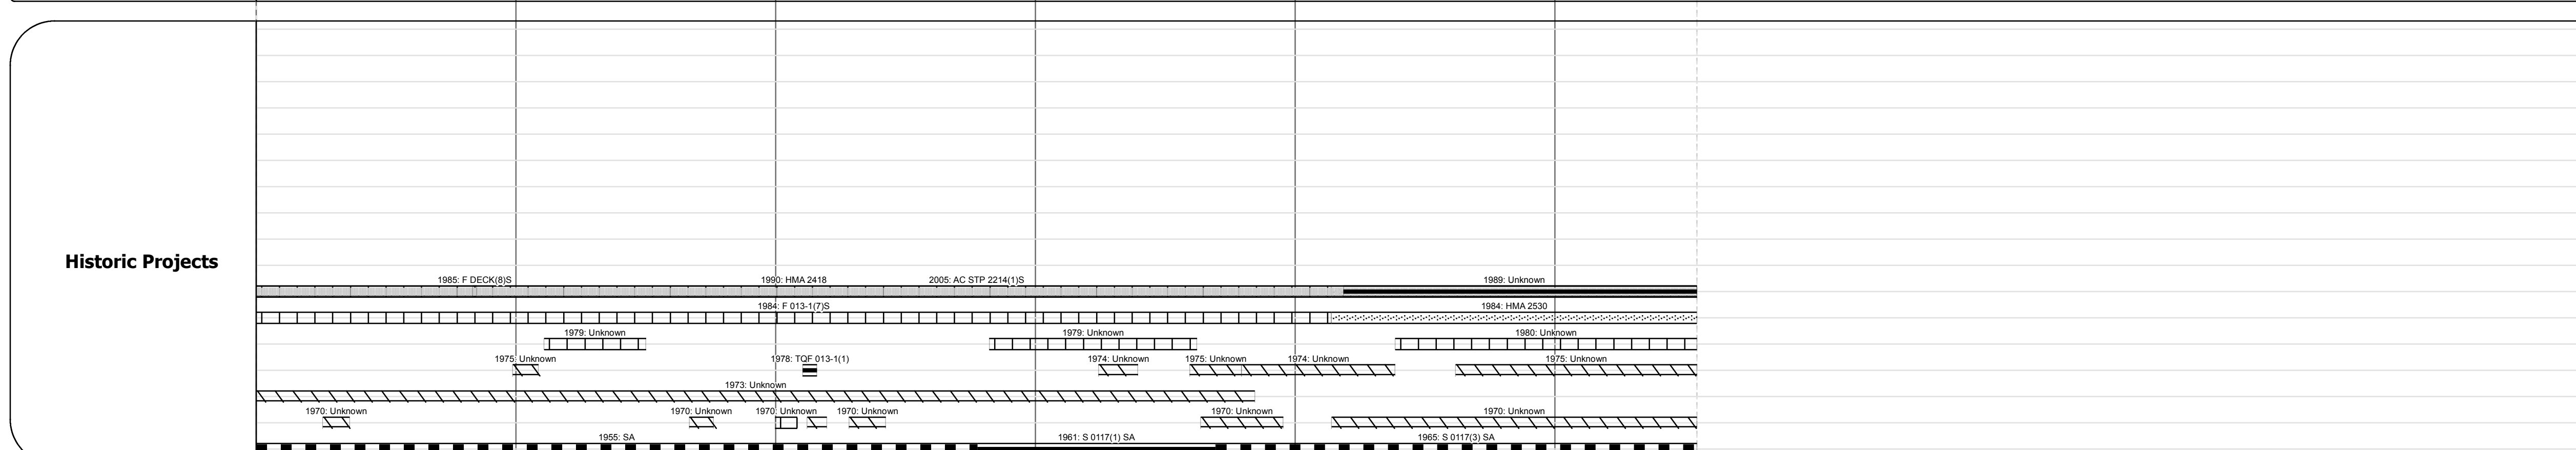 Historic Projects
1985: F DECK(8)S 1990: HMA 2418 2005: AC STP 2214(1)S 1989: Unknown
1984: F 013-1(7)S 1984: HMA 2530
1979: Unknown 1979: Unknown 1980: Unknown
1975: Unknown 1978: TQF 013-1(1) 1974: Unknown 1975: Unknown 1974: Unknown 1975: Unknown
1973: Unknown
1970: Unknown 1970: Unknown 1970: Unknown 1970: Unknown 1970: Unknown 1970: Unknown
1955: SA 1961: S 0117(1) SA 1965: S 0117(3) SA